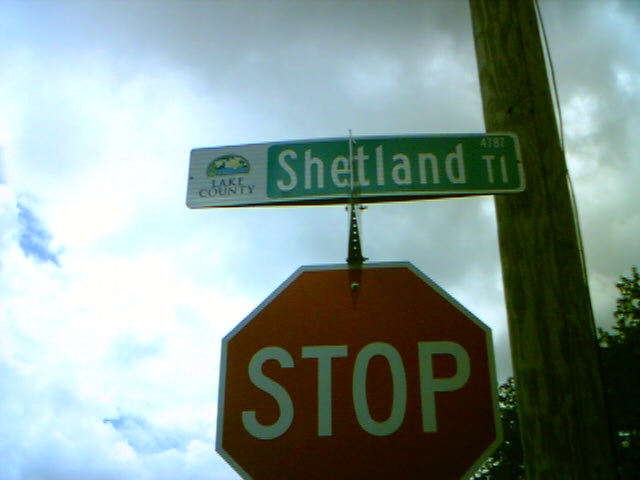 LAKE
COUNTY
Shetland Tl
4787
STOP